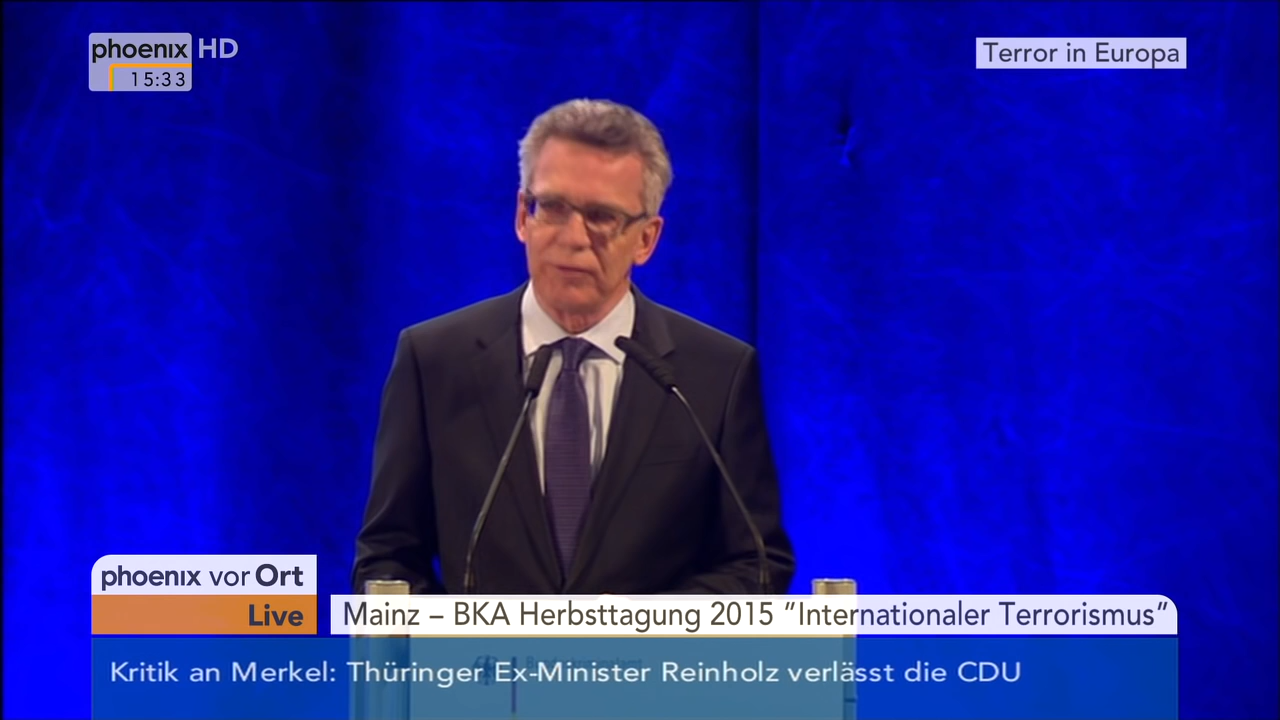 phoenix HD
15:33
Terror in Europa
phoenix vor Ort
Live
Mainz – BKA Herbsttagung 2015 "Internationaler Terrorismus"
Kritik an Merkel: Thüringer Ex-Minister Reinholz verlässt die CDU